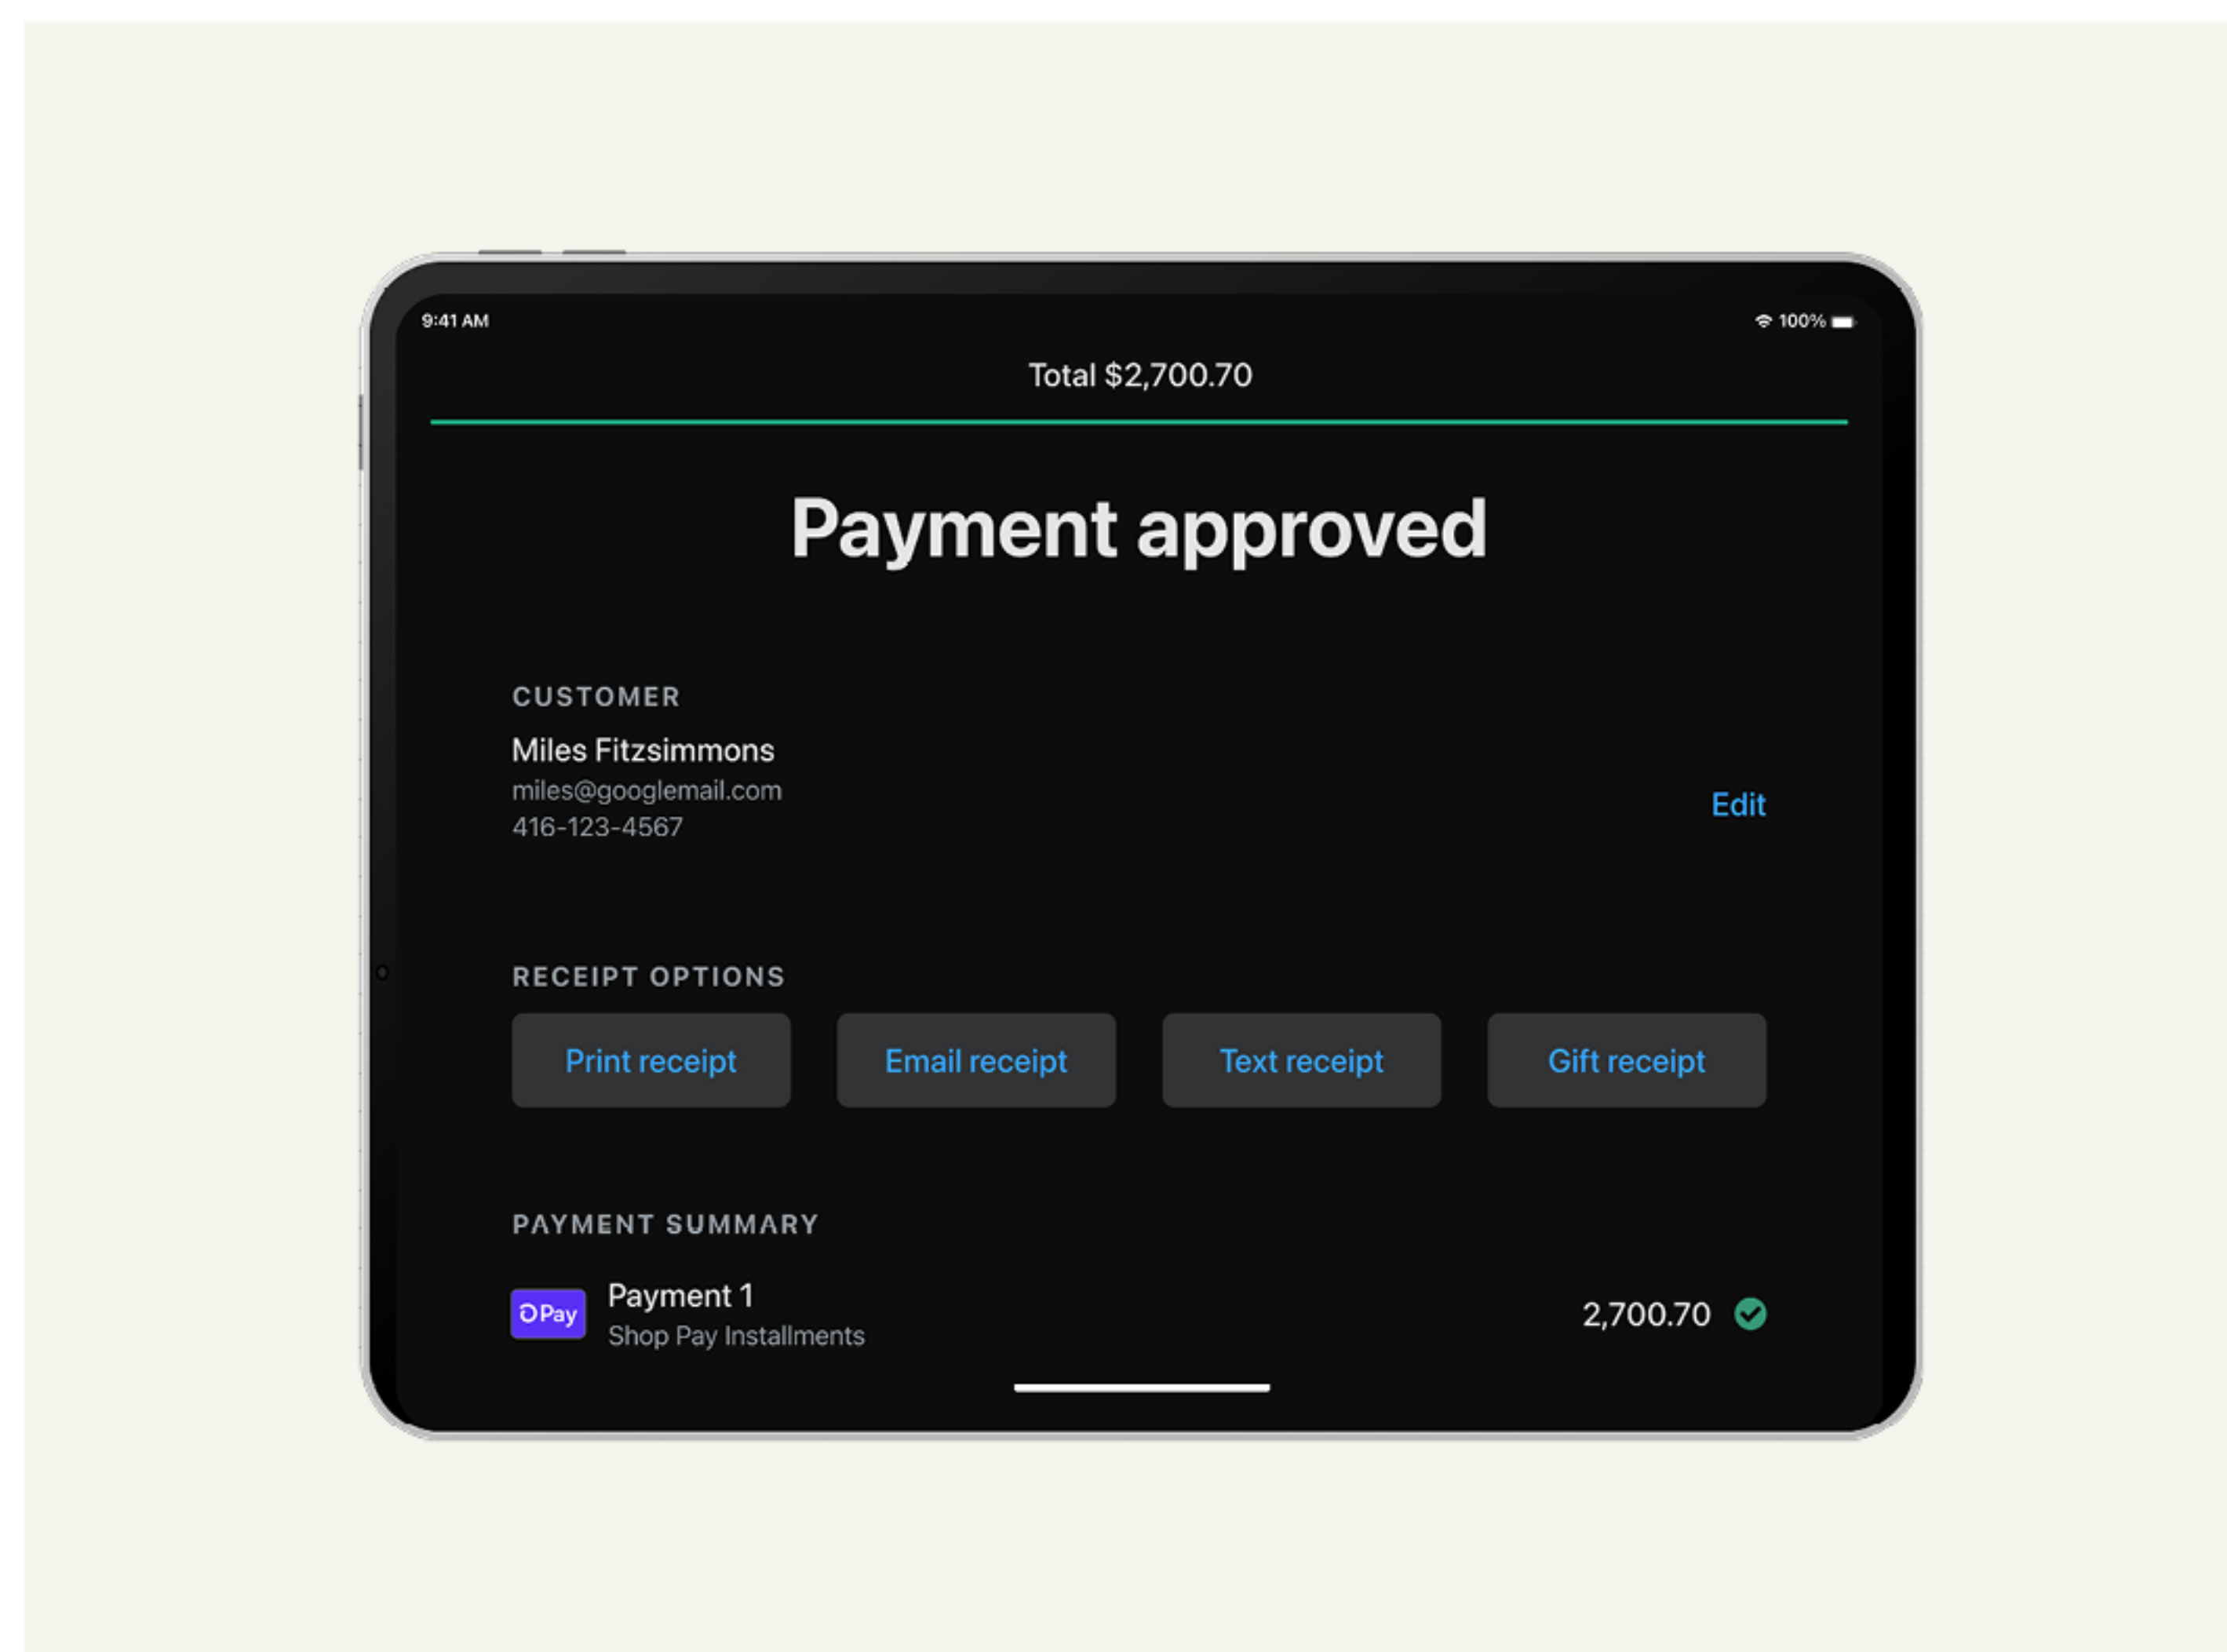 9:41 AM
100%
Total $2,700.70
Payment approved
CUSTOMER
Miles Fitzsimmons
miles@googlemail.com
416-123-4567
Edit
RECEIPT OPTIONS
Print receipt
Email receipt
Text receipt
Gift receipt
PAYMENT SUMMARY
Pay
Payment 1
Shop Pay Installments
2,700.70